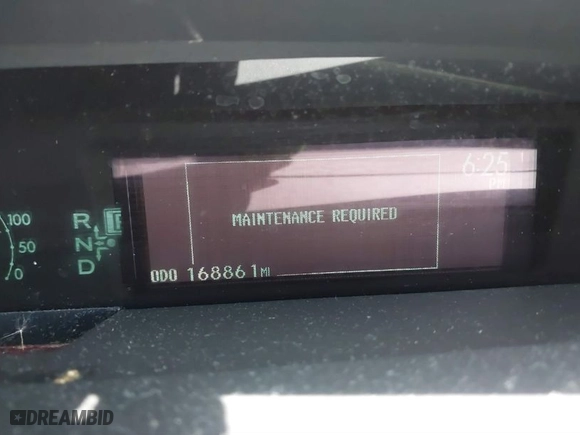 6:25
PM
100
50
0
R
N
D
P
MAINTENANCE REQUIRED
ODO 168861 MI
DREAMBID